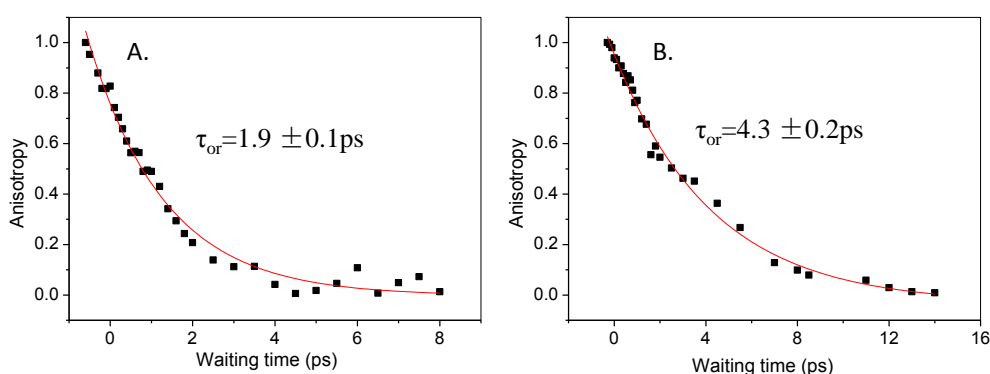 A.
τor=1.9 ±0.1ps
Anisotropy
1.0
0.8
0.6
0.4
0.2
0.0
0
2
4
6
8
Waiting time (ps)
B.
τor=4.3 ±0.2ps
Anisotropy
1.0
0.8
0.6
0.4
0.2
0.0
0
4
8
12
16
Waiting time (ps)